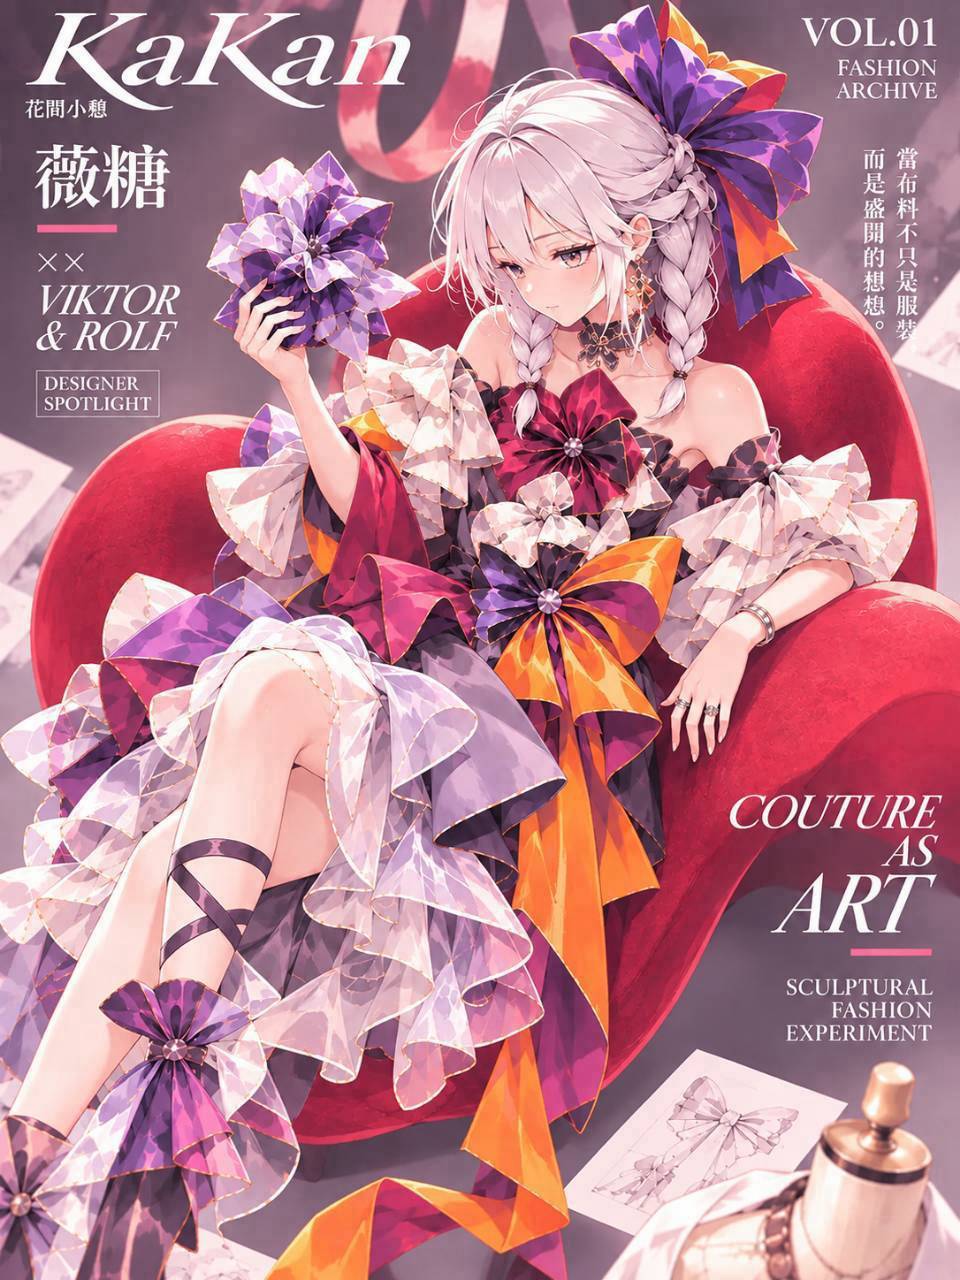 KaKan
花間小憩
薇糖
××
VIKTOR
& ROLF
DESIGNER
SPOTLIGHT
VOL.01
FASHION
ARCHIVE
當布料不只是服裝，
而是盛開的想想。
COUTURE
AS
ART
SCULPTURAL
FASHION
EXPERIMENT